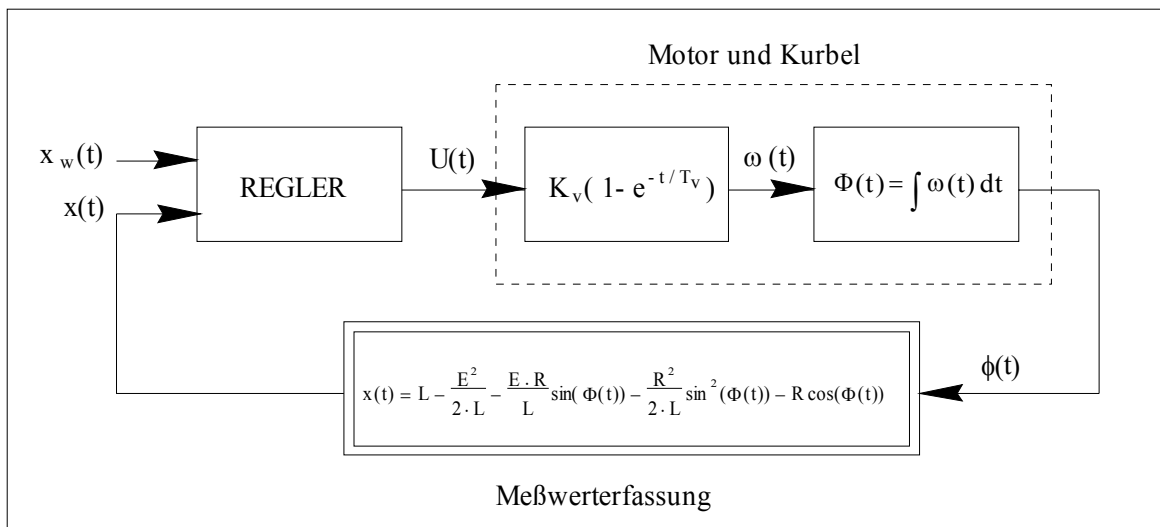 Motor und Kurbel
x w(t)
x(t)
REGLER
U(t)
K v( 1- e - t / T v )
ω (t)
Φ(t) = ∫ ω(t) dt
x(t) = L − E² / 2 · L − E . R / L sin( Φ(t)) − R² / 2 · L sin² (Φ(t)) − R cos(Φ(t))
ϕ(t)
Meßwerterfassung